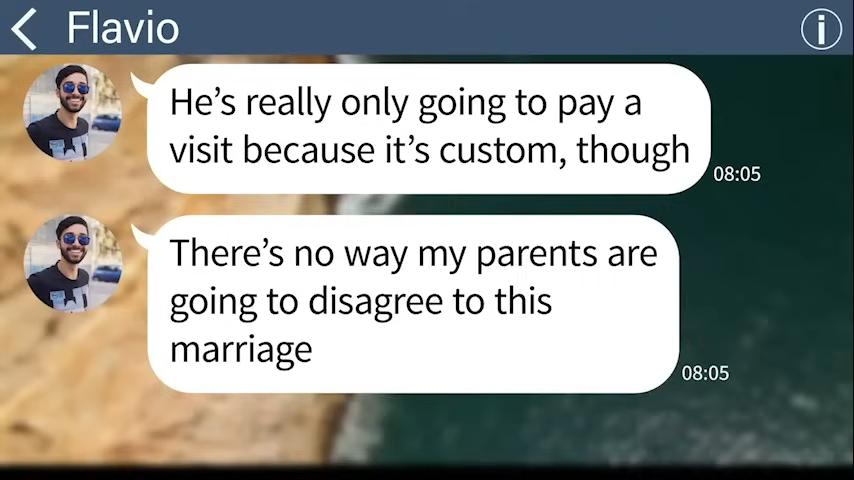 Flavio
He’s really only going to pay a
visit because it’s custom, though
08:05
There’s no way my parents are
going to disagree to this
marriage
08:05